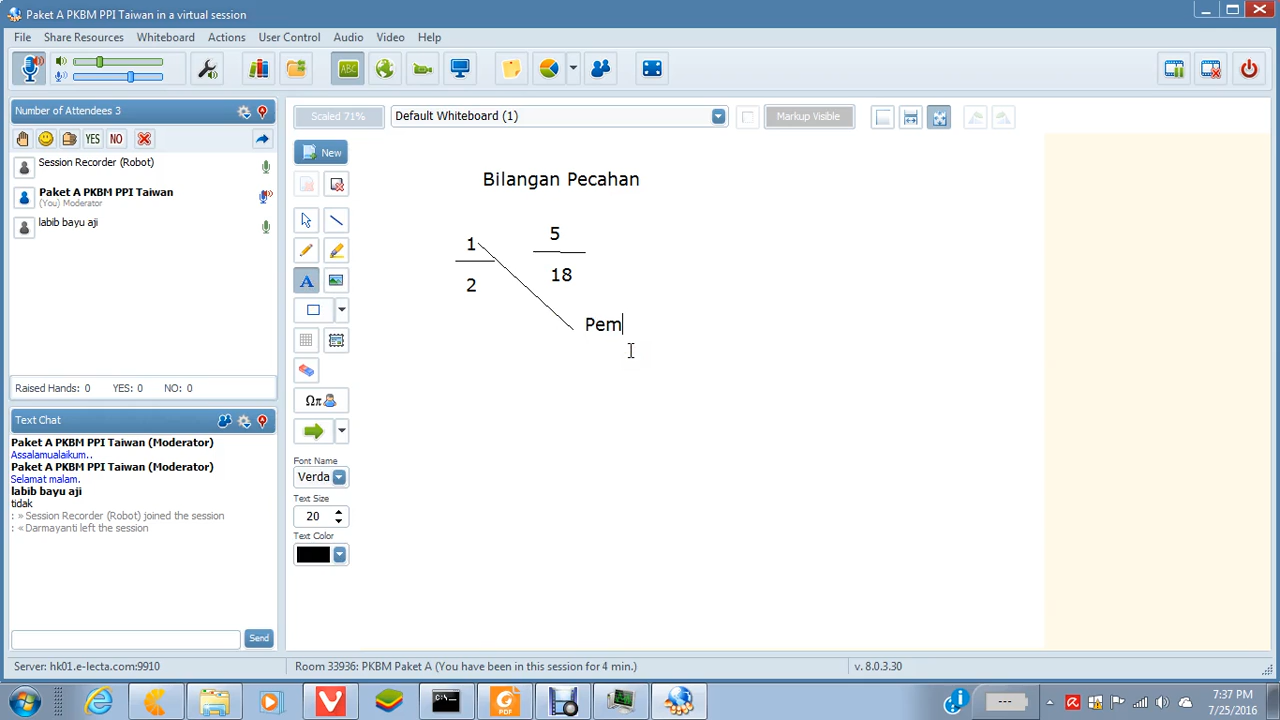 Paket A PKBM PPI Taiwan in a virtual session
File Share Resources Whiteboard Actions User Control Audio Video Help
ABC
Number of Attendees 3
YES NO
Session Recorder (Robot)
Paket A PKBM PPI Taiwan
(You) Moderator
labib bayu aji
Raised Hands: 0 YES: 0 NO: 0
Text Chat
Paket A PKBM PPI Taiwan (Moderator)
Assalamualaikum..
Paket A PKBM PPI Taiwan (Moderator)
Selamat malam.
labib bayu aji
tidak
: » Session Recorder (Robot) joined the session
: « Darmayanti left the session
Send
Scaled 71% Default Whiteboard (1) Markup Visible
New
A
Ωπ
Font Name
Verda
Text Size
20
Text Color
Bilangan Pecahan
1
2
5
18
Pem
Server: hk01.e-lecta.com:9910 Room 33936: PKBM Paket A (You have been in this session for 4 min.) v. 8.0.3.30
C:\_
PDF
---
7:37 PM
7/25/2016